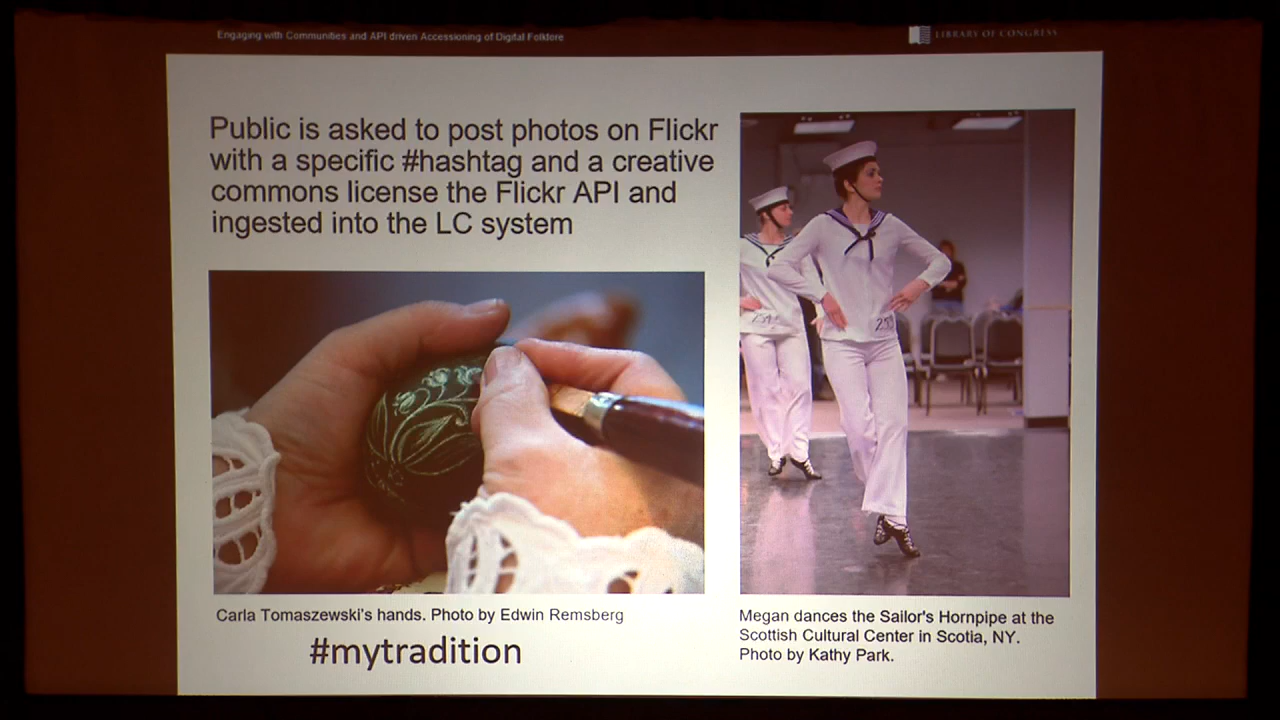 Engaging with Communities and API driven Accessioning of Digital Folklore
LIBRARY OF CONGRESS
Public is asked to post photos on Flickr
with a specific #hashtag and a creative
commons license the Flickr API and
ingested into the LC system
Carla Tomaszewski's hands. Photo by Edwin Remsberg
#mytradition
Megan dances the Sailor's Hornpipe at the
Scottish Cultural Center in Scotia, NY.
Photo by Kathy Park.